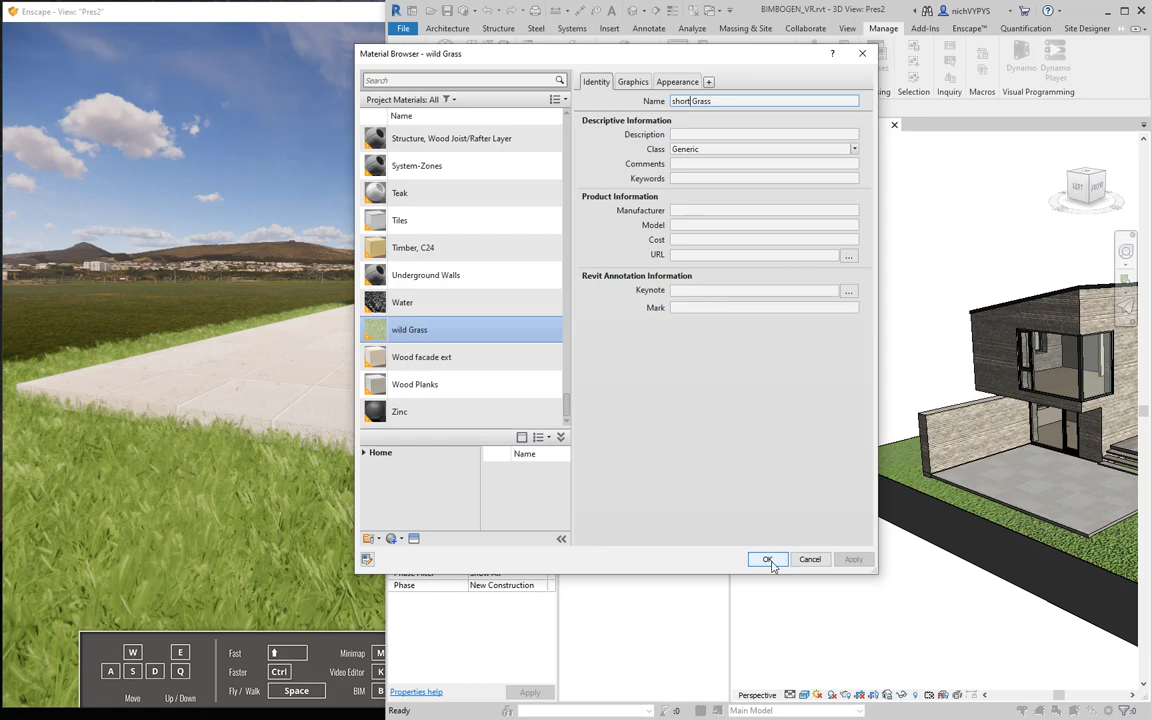 Enscape - View: "Pres2"
BIMBOGEN_VR.rvt - 3D View: Pres2
nichVYPYS
File Architecture Structure Steel Systems Insert Annotate Analyze Massing & Site Collaborate View Manage Add-Ins Enscape™ Quantification Site Designer
Dynamo Dynamo Player
Selection Inquiry Macros Visual Programming
Material Browser - wild Grass
Search
Project Materials: All
Name
Structure, Wood Joist/Rafter Layer
System-Zones
Teak
Tiles
Timber, C24
Underground Walls
Water
wild Grass
Wood facade ext
Wood Planks
Zinc
Home
Name
Identity Graphics Appearance
Name short Grass
Descriptive Information
Description
Class Generic
Comments
Keywords
Product Information
Manufacturer
Model
Cost
URL ...
Revit Annotation Information
Keynote ...
Mark
OK Cancel Apply
LEFT FRONT
Phase New Construction
Properties help Apply
Perspective
Ready :0 Main Model :0
W E
A S D Q
Move Up / Down
Fast
Faster Ctrl
Fly / Walk Space
Minimap M
Video Editor K
BIM